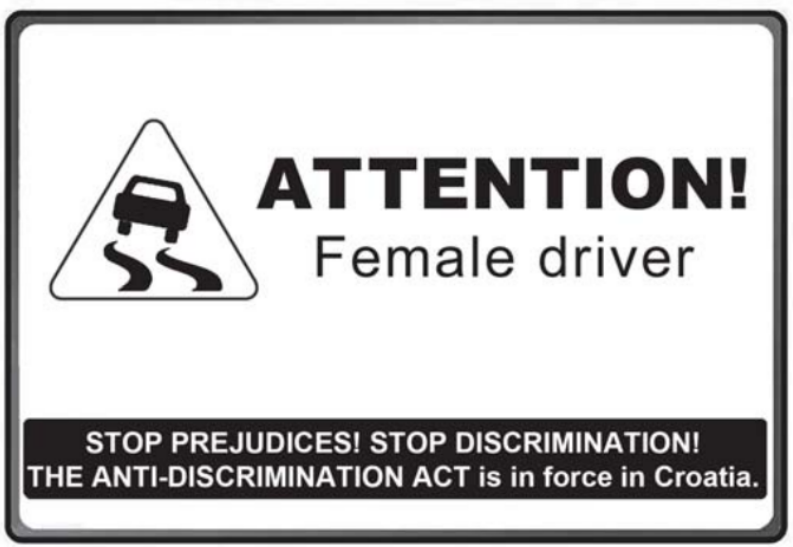 ATTENTION!
Female driver
STOP PREJUDICES! STOP DISCRIMINATION!
THE ANTI-DISCRIMINATION ACT is in force in Croatia.